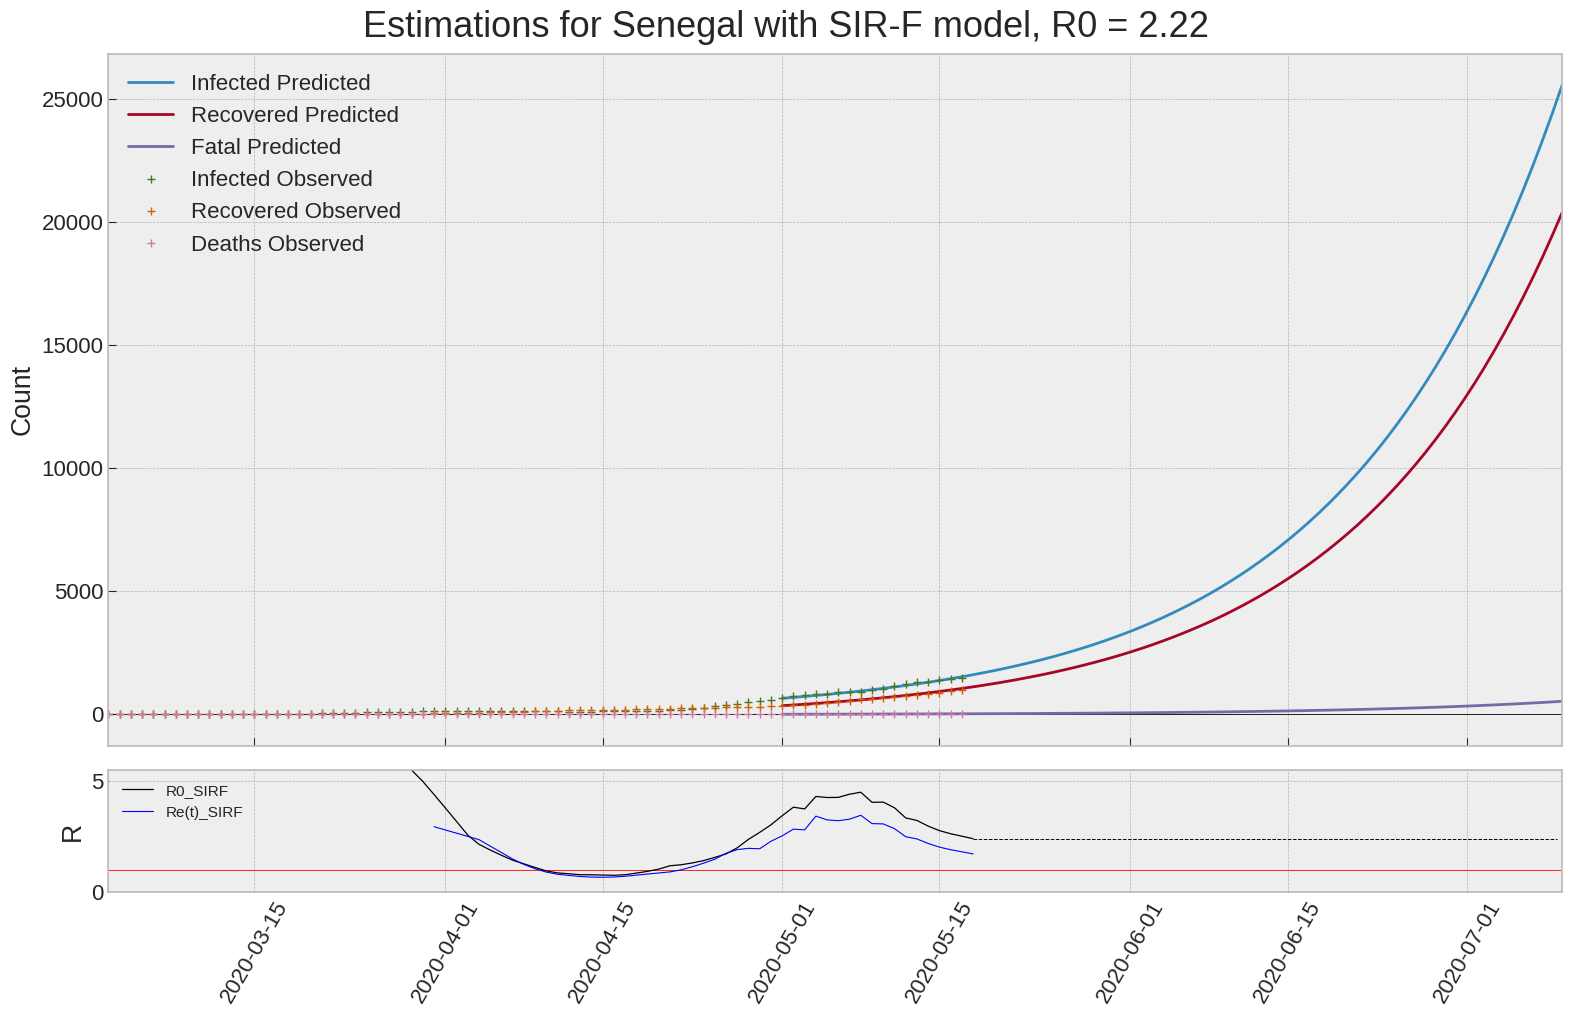 Estimations for Senegal with SIR-F model, R0 = 2.22
Infected Predicted
Recovered Predicted
Fatal Predicted
Infected Observed
Recovered Observed
Deaths Observed
25000
20000
15000
10000
5000
0
Count
R0_SIRF
Re(t)_SIRF
5
0
R
2020-03-15
2020-04-01
2020-04-15
2020-05-01
2020-05-15
2020-06-01
2020-06-15
2020-07-01